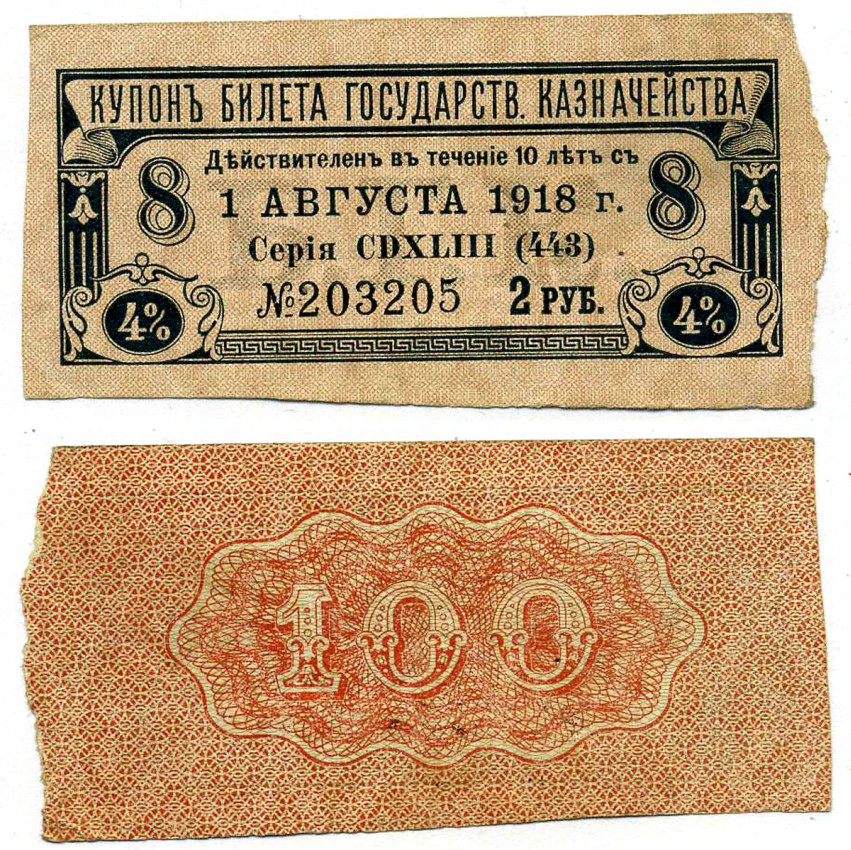 КУПОНЪ БИЛЕТА ГОСУДАРСТВ. КАЗНАЧЕЙСТВА
Дѣйствителенъ въ теченіе 10 лѣтъ съ
8 1 АВГУСТА 1918 г. 8
Серія CDXLIII (443)
№203205 2 РУБ.
4% 4%
100